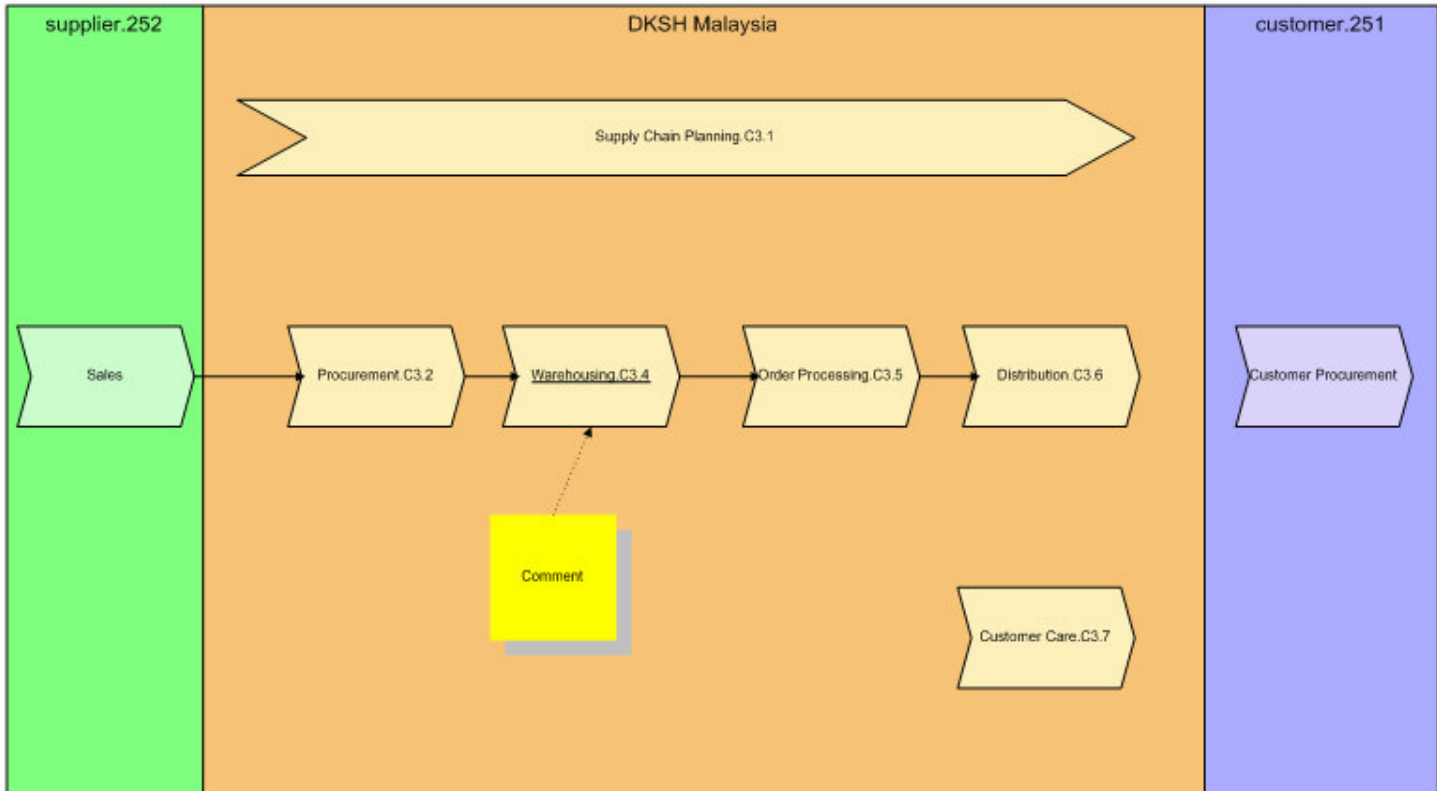 supplier.252
DKSH Malaysia
customer.251
Supply Chain Planning.C3.1
Sales
Procurement.C3.2
Warehousing.C3.4
Order Processing.C3.5
Distribution.C3.6
Customer Procurement
Comment
Customer Care.C3.7